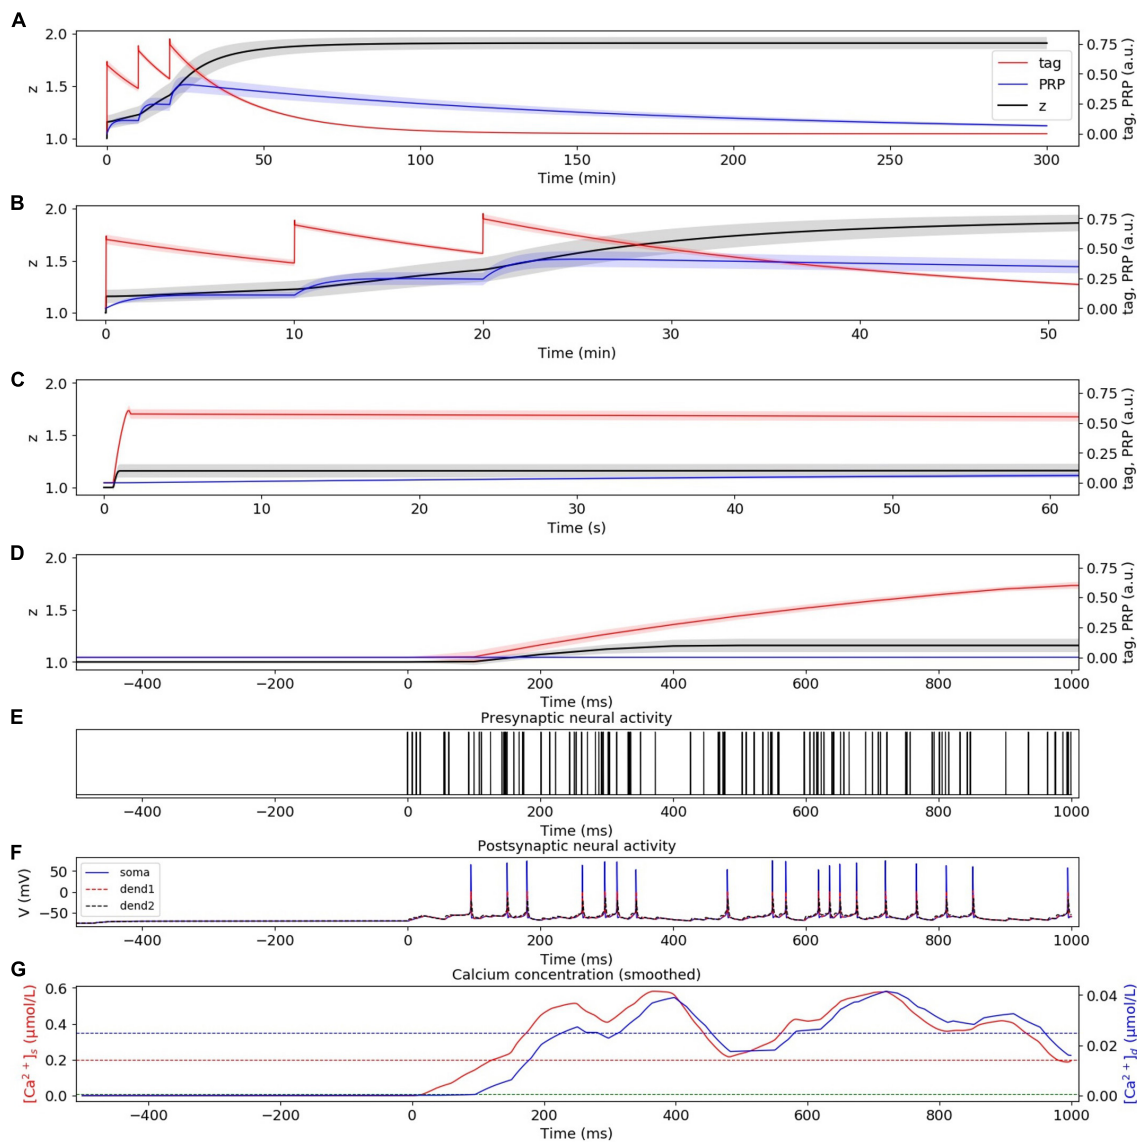 A
2.0
1.5
1.0
z
0.75
0.50
0.25
0.00
tag, PRP (a.u.)
tag
PRP
z
0 50 100 150 200 250 300
Time (min)
B
2.0
1.5
1.0
z
0.75
0.50
0.25
0.00
tag, PRP (a.u.)
0 10 20 30 40 50
Time (min)
C
2.0
1.5
1.0
z
0.75
0.50
0.25
0.00
tag, PRP (a.u.)
0 10 20 30 40 50 60
Time (s)
D
2.0
1.5
1.0
z
0.75
0.50
0.25
0.00
tag, PRP (a.u.)
−400 −200 0 200 400 600 800 1000
Time (ms)
E
Presynaptic neural activity
−400 −200 0 200 400 600 800 1000
Time (ms)
F
Postsynaptic neural activity
50
0
−50
V (mV)
soma
dend1
dend2
−400 −200 0 200 400 600 800 1000
Time (ms)
G
Calcium concentration (smoothed)
0.6
0.4
0.2
0.0
[Ca²⁺]ₛ (μmol/L)
0.04
0.02
0.00
[Ca²⁺]d (μmol/L)
−400 −200 0 200 400 600 800 1000
Time (ms)